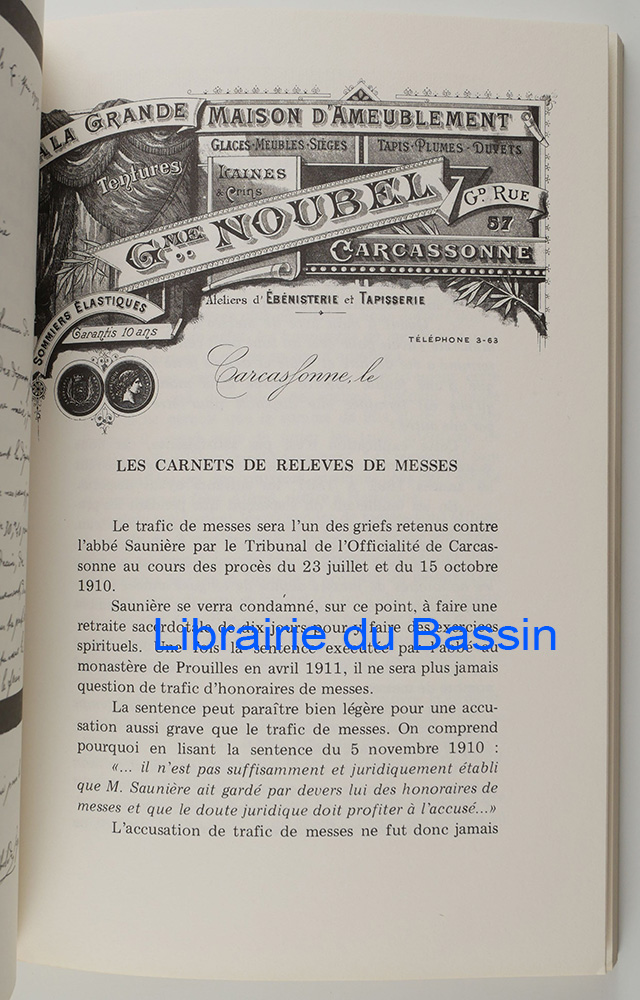 A LA GRANDE MAISON D'AMEUBLEMENT
GLACES-MEUBLES-SIÈGES
TAPIS-PLUMES-DUVETS
Tentures
LAINES
& CRINS
GME NOUBEL
GD RUE
57
CARCASSONNE
SOMMIERS ÉLASTIQUES
Garantis 10 ans
Ateliers d'ÉBÉNISTERIE et TAPISSERIE
TÉLÉPHONE 3-63
Carcassonne, le
LES CARNETS DE RELEVES DE MESSES
Le trafic de messes sera l'un des griefs retenus contre
l'abbé Saunière par le Tribunal de l'Officialité de Carcas-
sonne au cours des procès du 23 juillet et du 15 octobre
1910.
Saunière se verra condamné, sur ce point, à faire une
retraite sacerdotale de dix jours pour y faire des exercices
Librairie du Bassin
spirituels. Une fois la sentence exécutée par l'abbé au
monastère de Prouilles en avril 1911, il ne sera plus jamais
question de trafic d'honoraires de messes.
La sentence peut paraître bien légère pour une accu-
sation aussi grave que le trafic de messes. On comprend
pourquoi en lisant la sentence du 5 novembre 1910 :
«... il n'est pas suffisamment et juridiquement établi
que M. Saunière ait gardé par devers lui des honoraires de
messes et que le doute juridique doit profiter à l'accusé...»
L'accusation de trafic de messes ne fut donc jamais